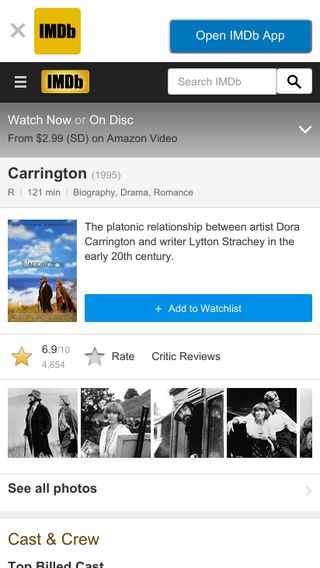 IMDb
Open IMDb App
IMDb
Search IMDb
Watch Now or On Disc
From $2.99 (SD) on Amazon Video
Carrington (1995)
R | 121 min | Biography, Drama, Romance
CARRINGTON
The platonic relationship between artist Dora
Carrington and writer Lytton Strachey in the
early 20th century.
+ Add to Watchlist
6.9/10
4,654
Rate
Critic Reviews
See all photos
Cast & Crew
Top Billed Cast